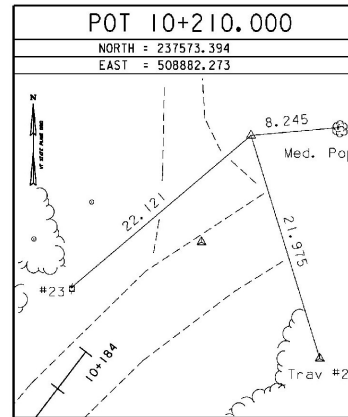 POT 10+210.000
NORTH = 237573.394
EAST = 508882.273
N
8.245
Med. Pop
22.121
21.975
#23
10+184
Trav #2